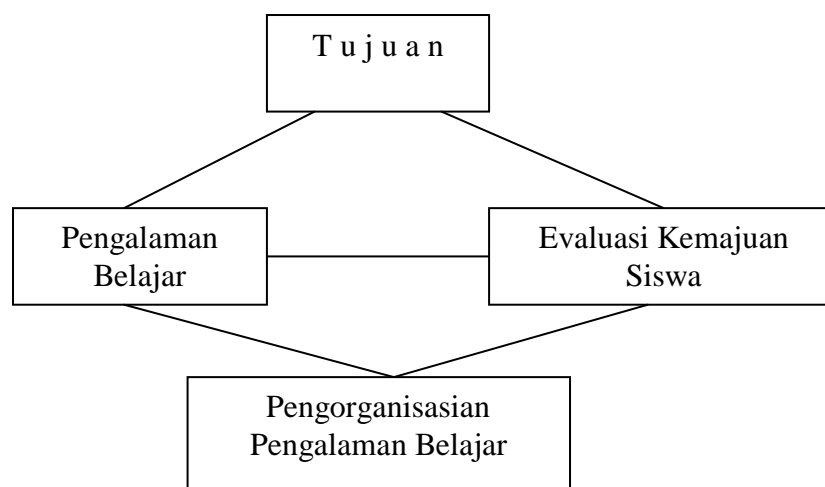 T u j u a n
Pengalaman
Belajar
Evaluasi Kemajuan
Siswa
Pengorganisasian
Pengalaman Belajar